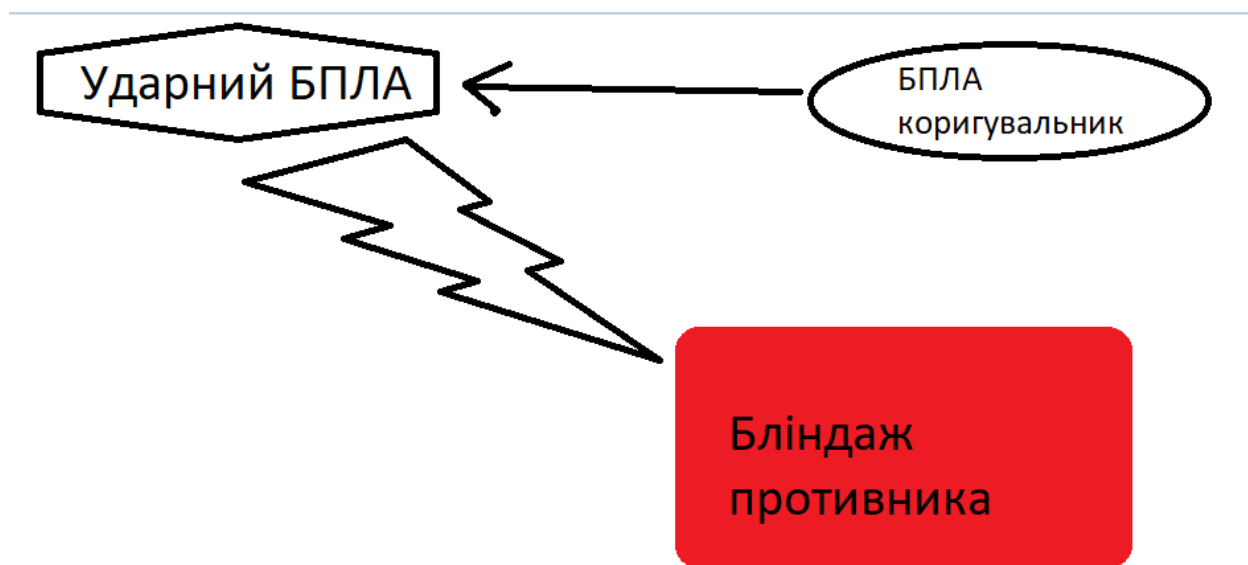 Ударний БПЛА
БПЛА
коригувальник
Бліндаж
противника